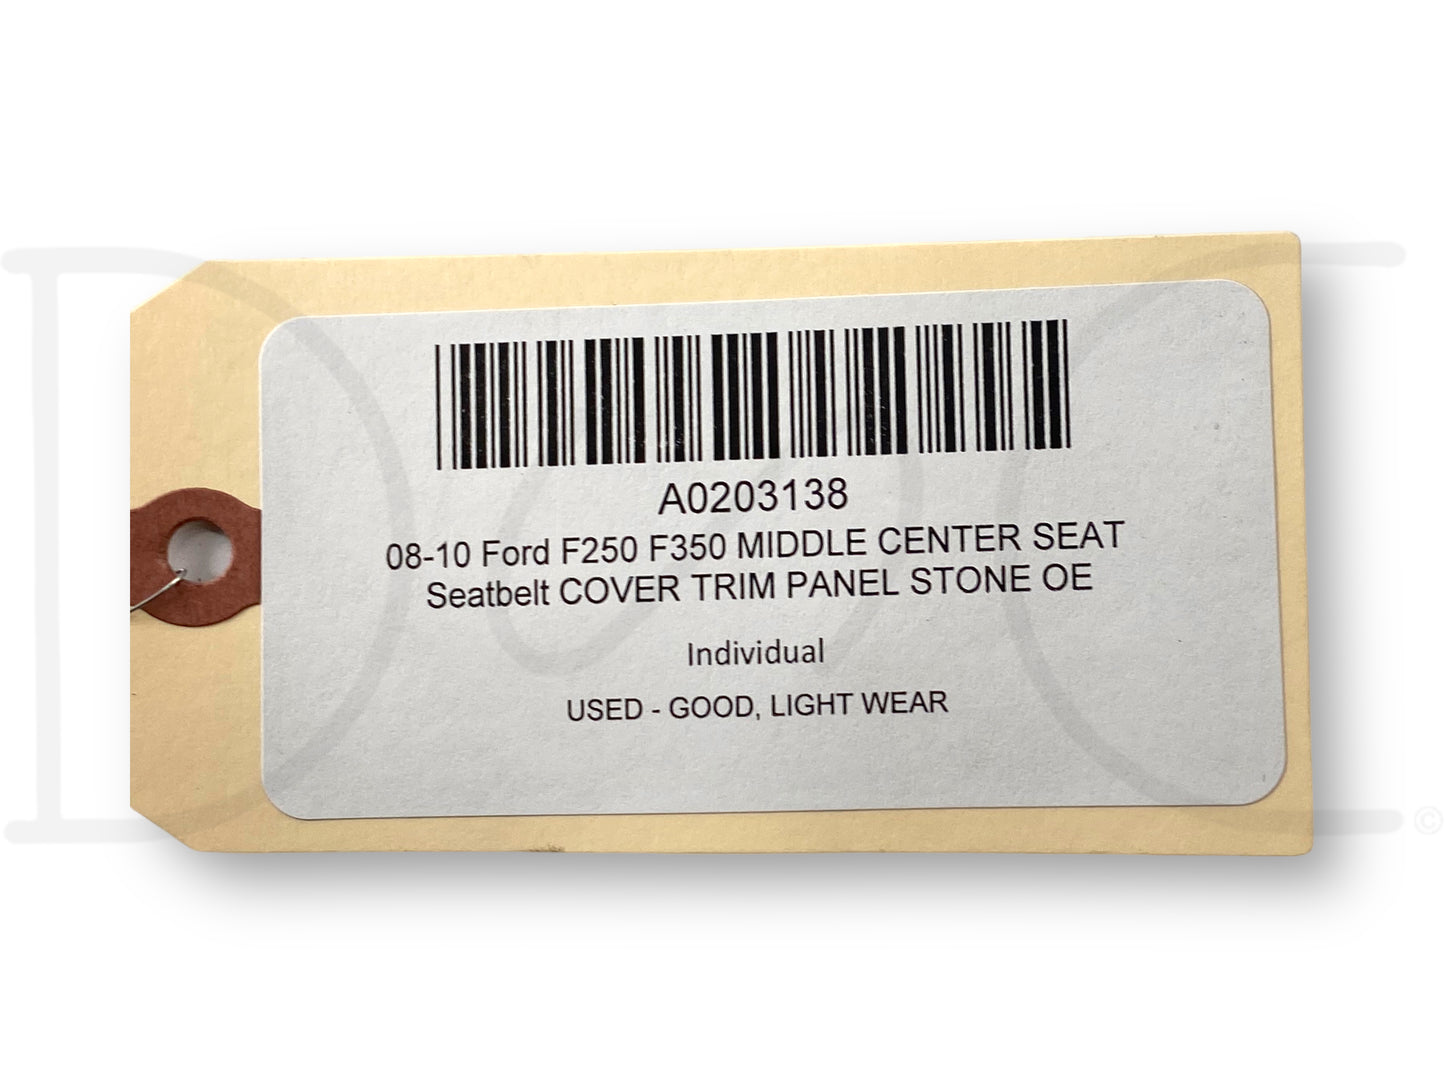 A0203138
08-10 Ford F250 F350 MIDDLE CENTER SEAT
Seatbelt COVER TRIM PANEL STONE OE
Individual
USED - GOOD, LIGHT WEAR
©